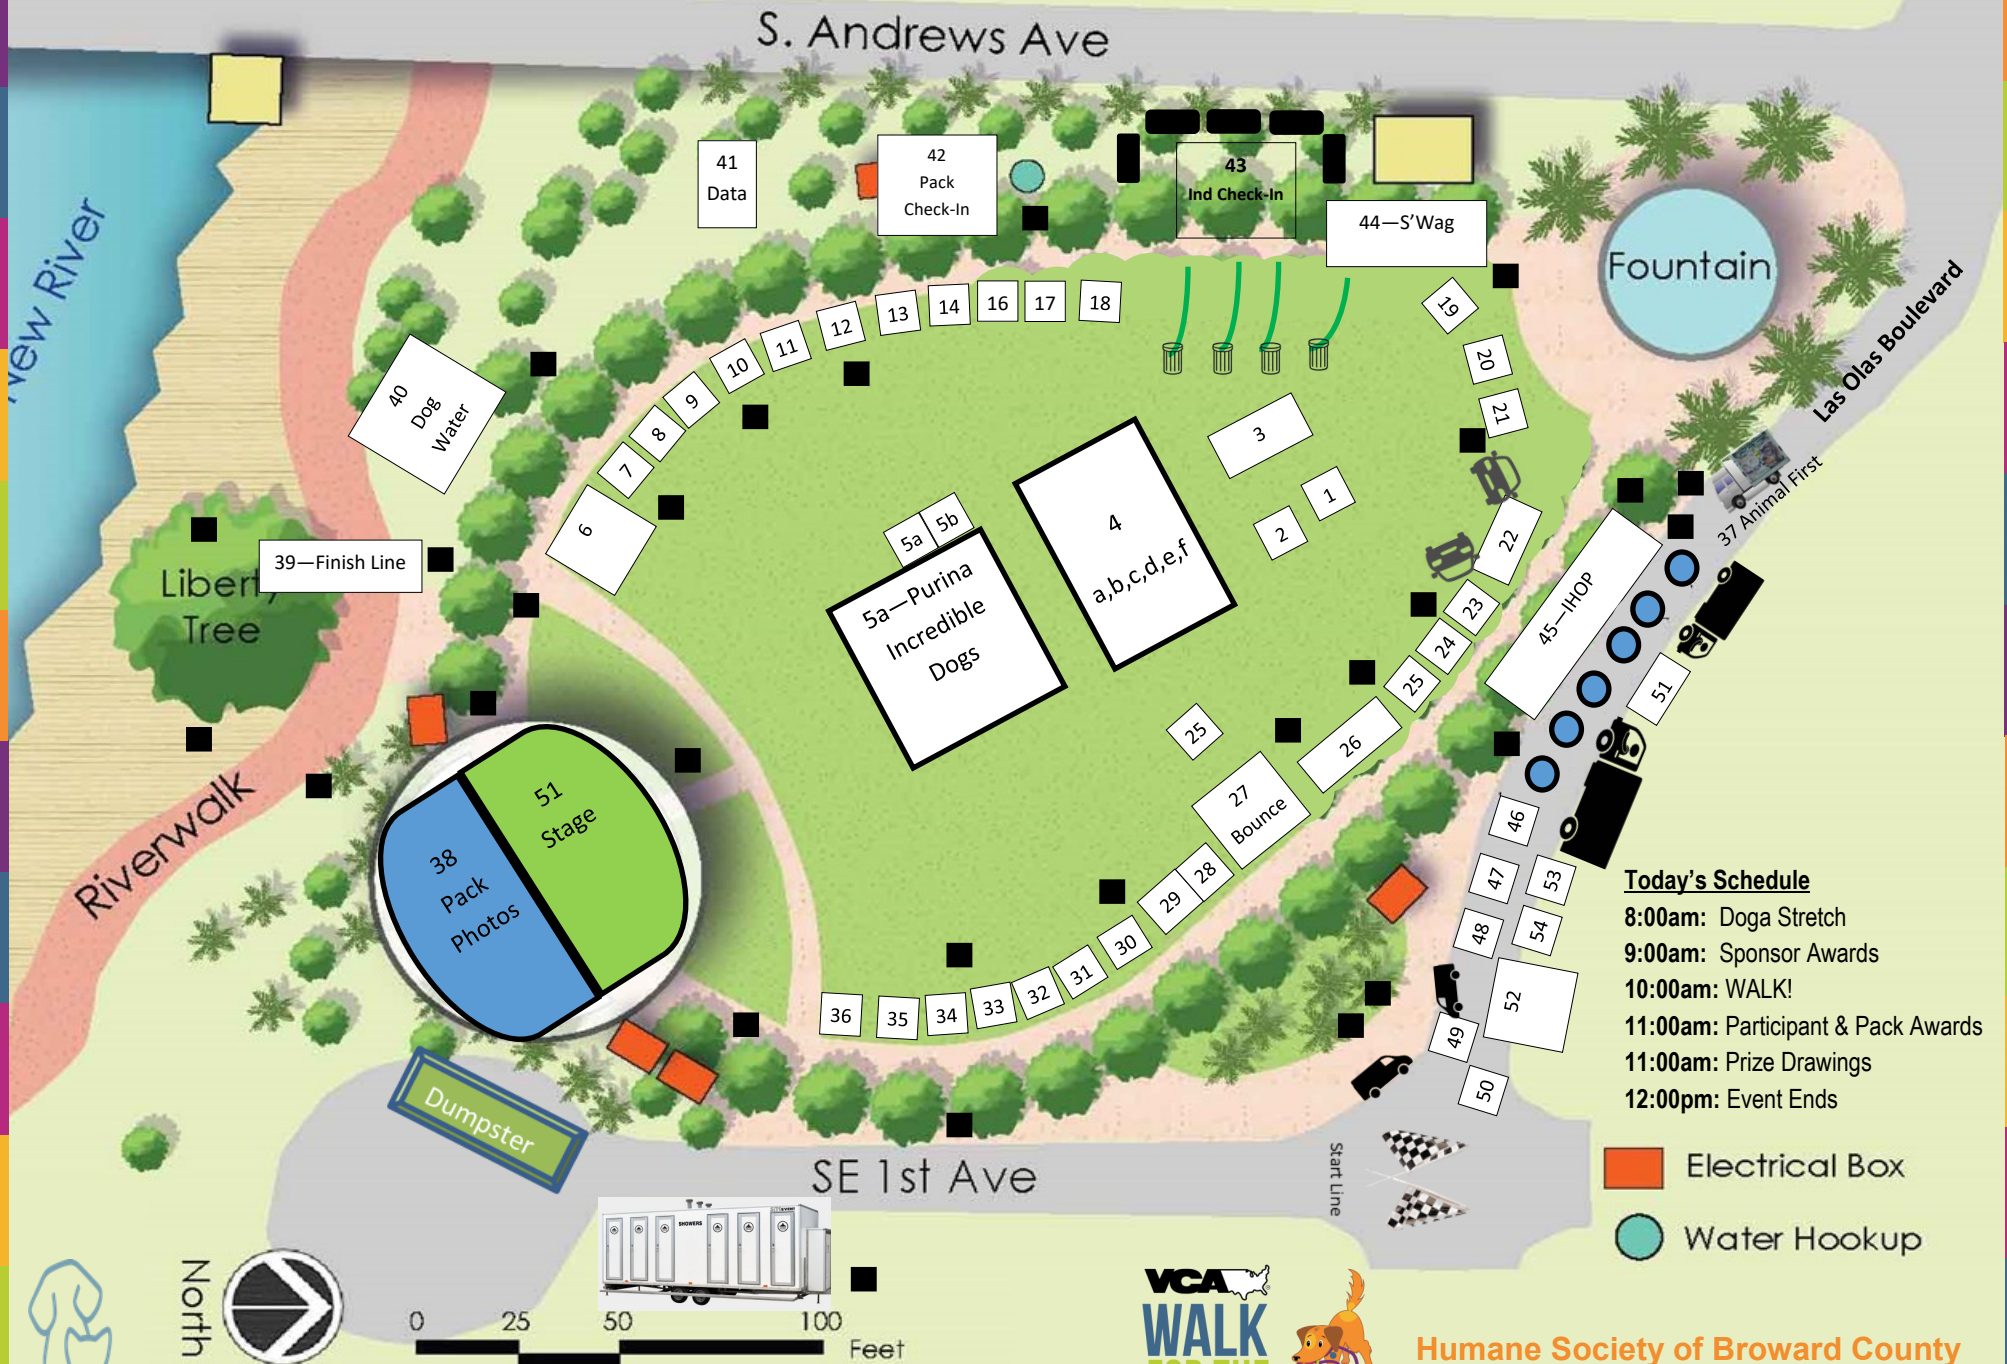 S. Andrews Ave
New River
41
Data
42
Pack
Check-In
43
Ind Check-In
44—S'Wag
Fountain
Las Olas Boulevard
40
Dog
Water
6
7
8
9
10
11
12
13
14
16
17
18
19
20
21
3
1
2
4
a,b,c,d,e,f
5a
5b
5a—Purina
Incredible
Dogs
22
23
24
25
26
25
27
Bounce
28
29
30
31
32
33
34
35
36
37 Animal First
45—IHOP
51
46
47
53
48
54
52
49
50
39—Finish Line
Liberty
Tree
Riverwalk
51
Stage
38
Pack
Photos
Dumpster
SE 1st Ave
Start Line
SHOWERS
Today's Schedule
8:00am: Doga Stretch
9:00am: Sponsor Awards
10:00am: WALK!
11:00am: Participant & Pack Awards
11:00am: Prize Drawings
12:00pm: Event Ends
Electrical Box
Water Hookup
North
0 25 50 100
Feet
VCA
WALK
FOR THE
Humane Society of Broward County